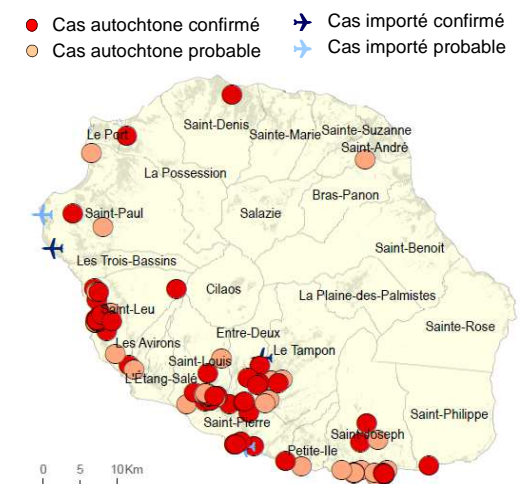 Cas autochtone confirmé
Cas importé confirmé
Cas autochtone probable
Cas importé probable
Saint-Denis
Le Port
Sainte-Marie
Sainte-Suzanne
Saint-André
La Possession
Bras-Panon
Saint-Paul
Salazie
Saint-Benoit
Les Trois-Bassins
Cilaos
La Plaine-des-Palmistes
Saint-Leu
Sainte-Rose
Entre-Deux
Les Avirons
Le Tampon
Saint-Louis
L'Étang-Salé
Saint-Philippe
Saint-Pierre
Saint-Joseph
Petite-Ile
0 5 10Km